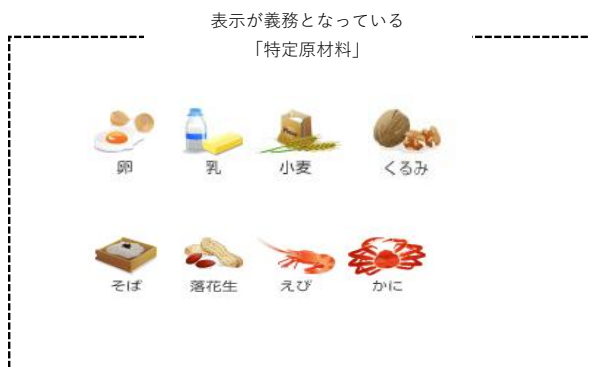 表示が義務となっている
「特定原材料」
卵 乳 小麦 くるみ
そば 落花生 えび かに